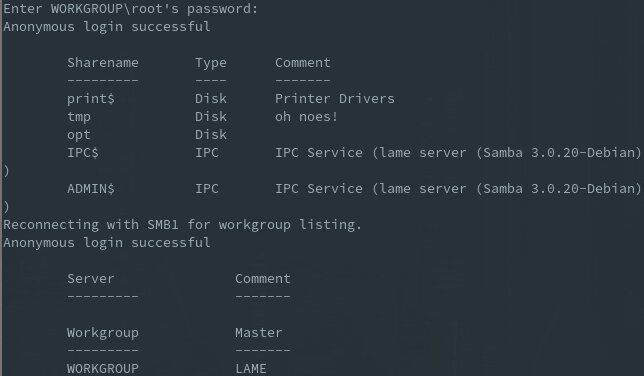 Enter WORKGROUP\root's password:
Anonymous login successful
Sharename Type Comment
--------- ---- -------
print$ Disk Printer Drivers
tmp Disk oh noes!
opt Disk
IPC$ IPC IPC Service (lame server (Samba 3.0.20-Debian)
)
ADMIN$ IPC IPC Service (lame server (Samba 3.0.20-Debian)
)
Reconnecting with SMB1 for workgroup listing.
Anonymous login successful
Server Comment
--------- -------
Workgroup Master
--------- -------
WORKGROUP LAME